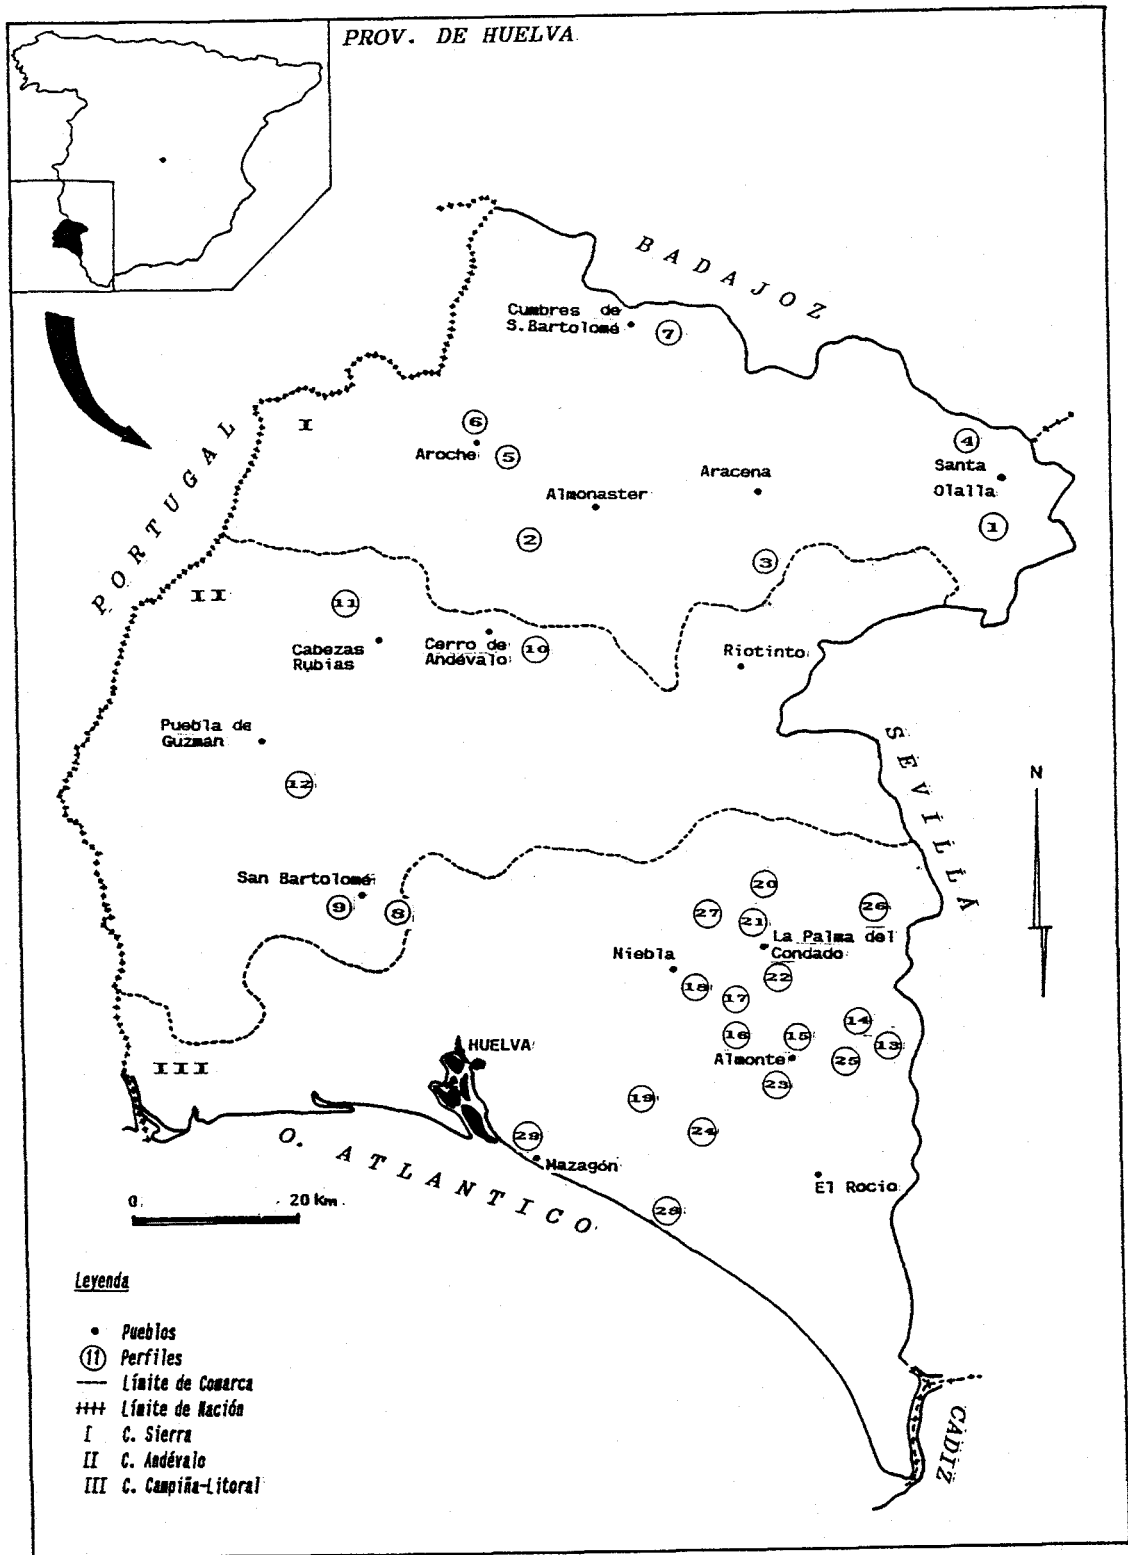 PROV. DE HUELVA
BADAJOZ
Cumbres de
S.Bartolomé
7
PORTUGAL
I
6
Aroche
5
4
Santa
Olalla
Aracena
Almonaster
1
2
3
II
11
Cabezas
Rubias
Cerro de
Andévalo
10
Riotinto
Puebla de
Guzman
12
SEVILLA
N
San Bartolomé
9
8
20
27
21
26
La Palma del
Condado
Niebla
22
18
17
14
16
15
13
Almonte
25
23
III
HUELVA
19
24
Mazagón
El Rocio
O. ATLANTICO
0
20 Km.
28
CADIZ
Leyenda
Pueblos
11 Perfiles
Límite de Comarca
Límite de Nación
I C. Sierra
II C. Andévalo
III C. Campiña-Litoral